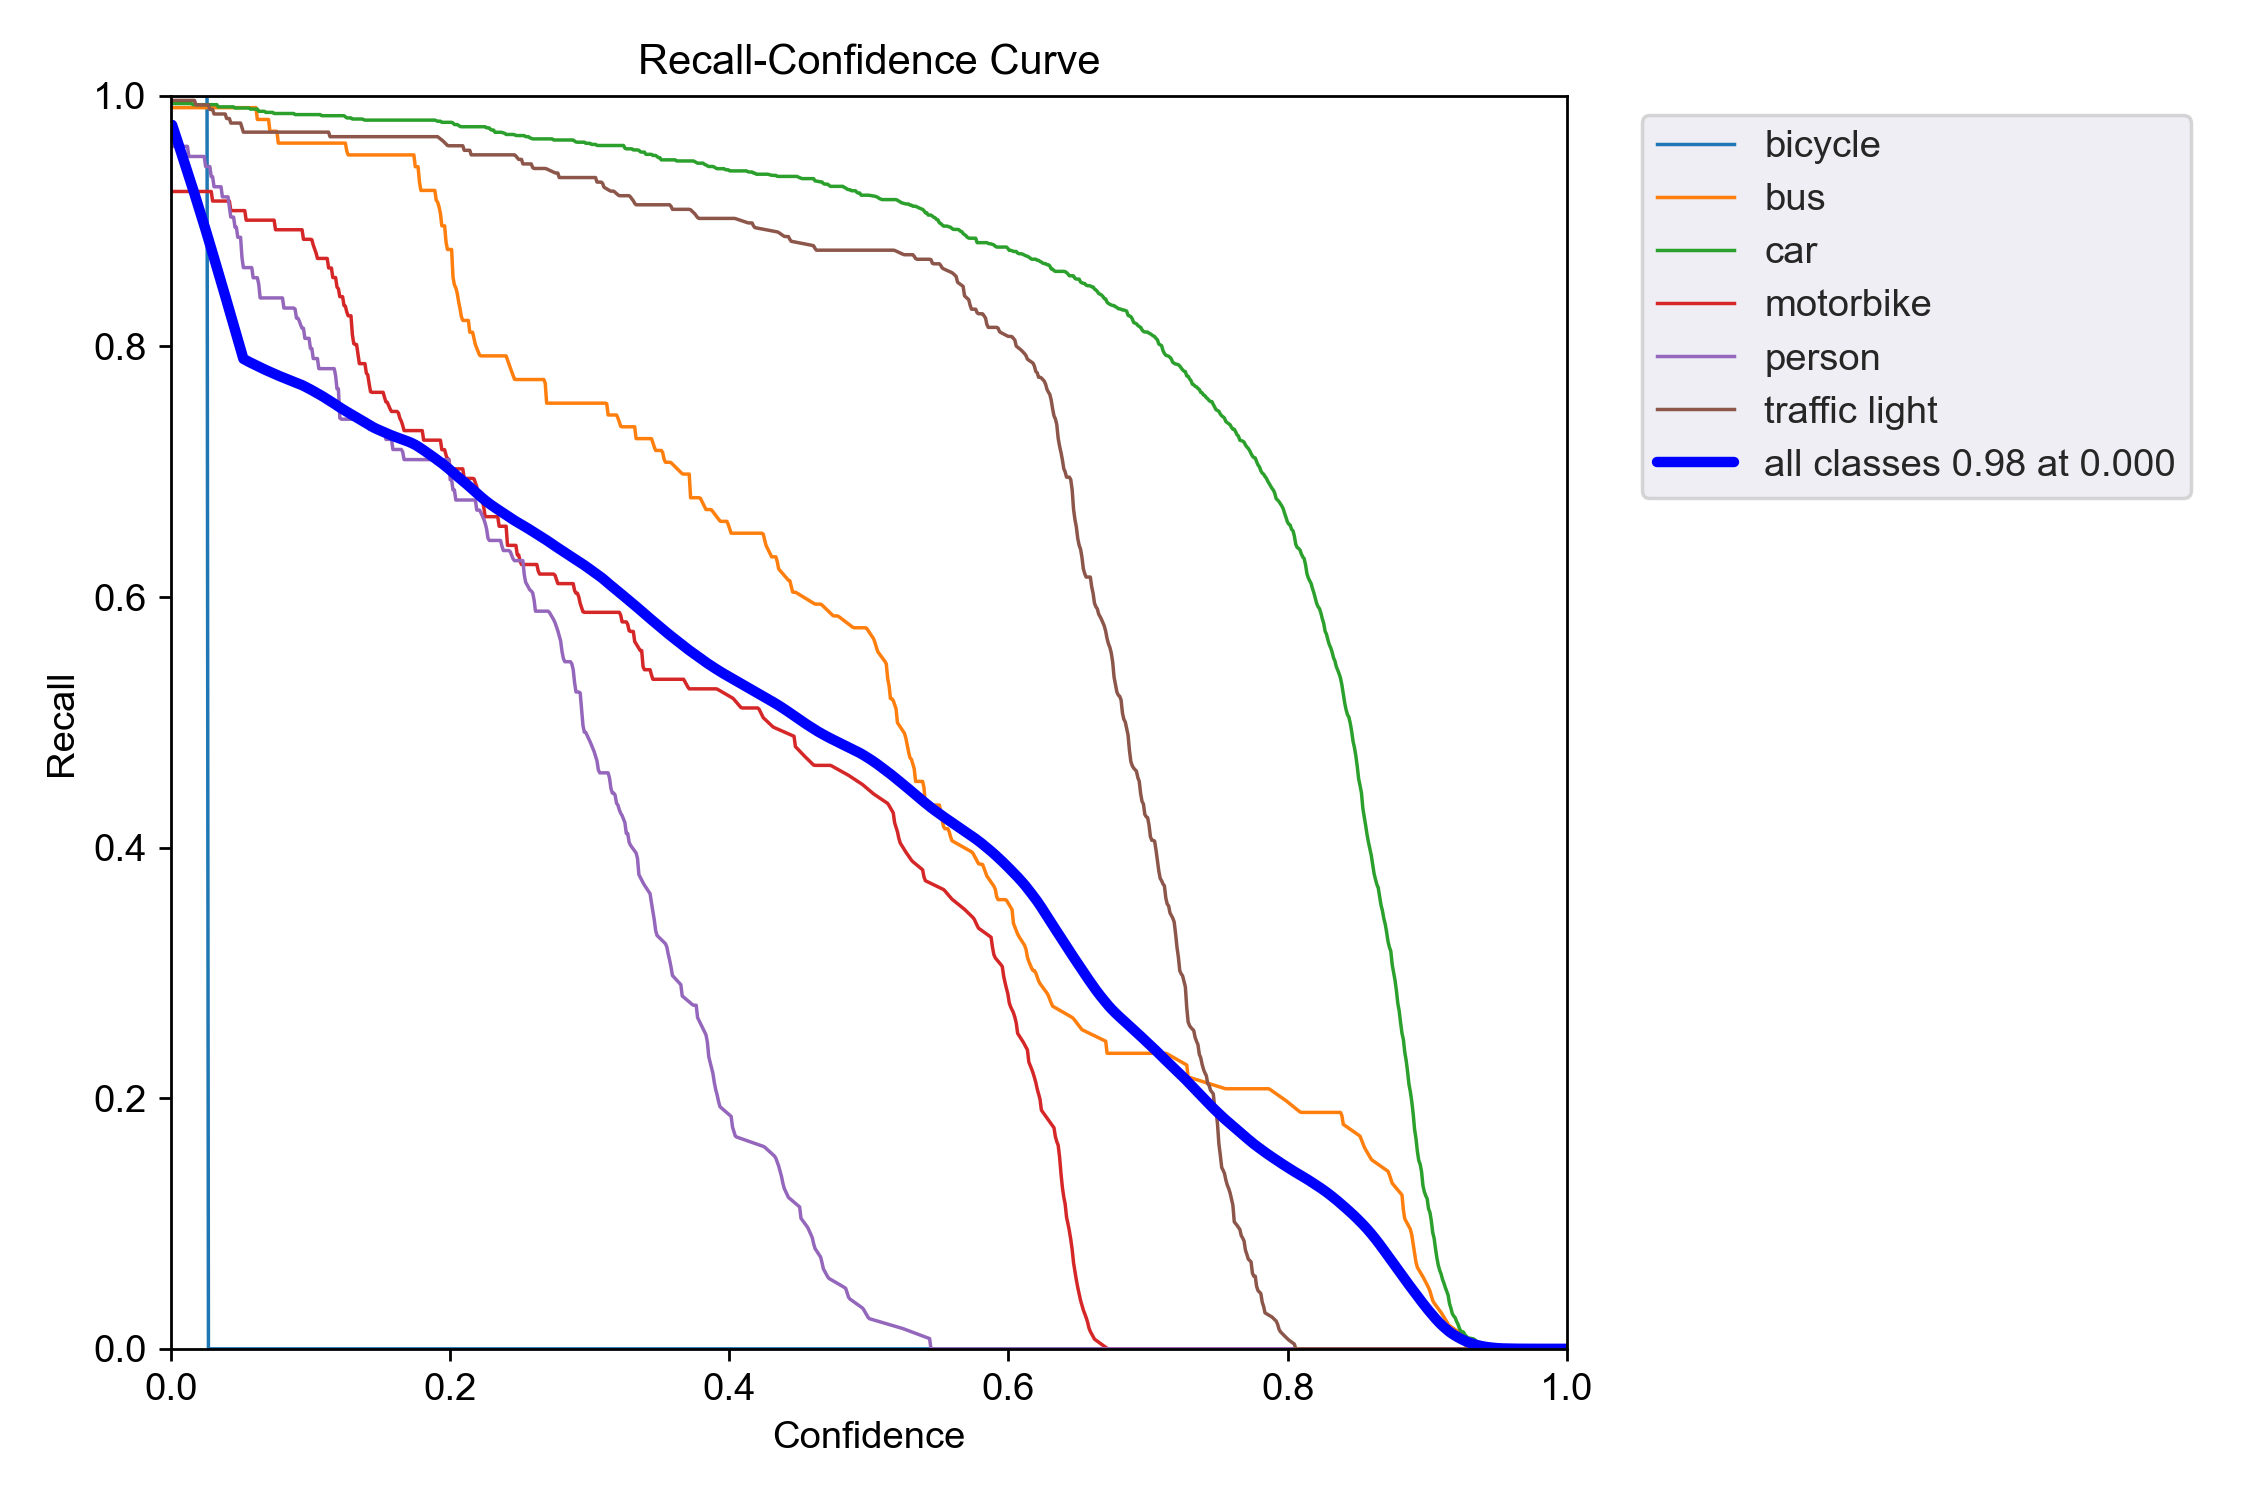 Recall-Confidence Curve
1.0
0.8
0.6
0.4
0.2
0.0
Recall
0.0 0.2 0.4 0.6 0.8 1.0
Confidence
bicycle
bus
car
motorbike
person
traffic light
all classes 0.98 at 0.000